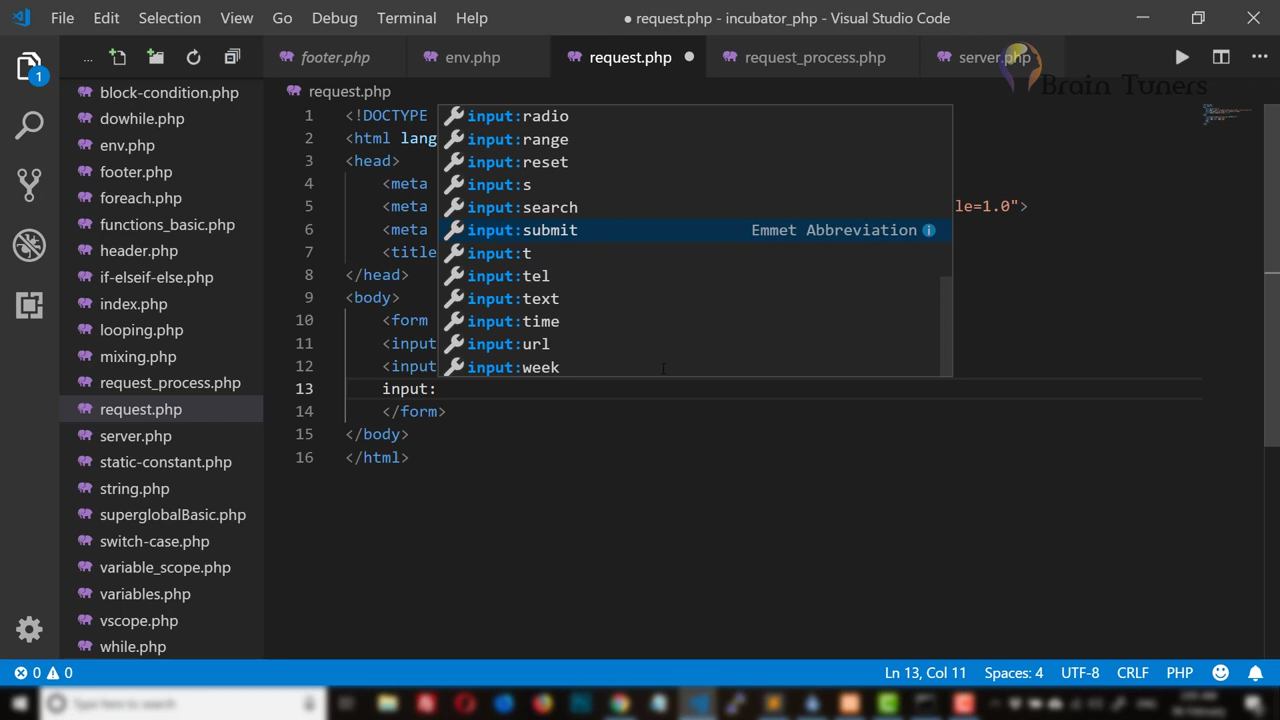 File Edit Selection View Go Debug Terminal Help ● request.php - incubator_php - Visual Studio Code
1
... footer.php env.php request.php request_process.php server.php ...
Brain Tuners
request.php
block-condition.php
dowhile.php
env.php
footer.php
foreach.php
functions_basic.php
header.php
if-elseif-else.php
index.php
looping.php
mixing.php
request_process.php
request.php
server.php
static-constant.php
string.php
superglobalBasic.php
switch-case.php
variable_scope.php
variables.php
vscope.php
while.php
1 <!DOCTYPE
2 <html lang
3 <head>
4 <meta
5 <meta le=1.0">
6 <meta
7 <title
8 </head>
9 <body>
10 <form
11 <input
12 <input
13 input:
14 </form>
15 </body>
16 </html>
input:radio
input:range
input:reset
input:s
input:search
input:submit Emmet Abbreviation
input:t
input:tel
input:text
input:time
input:url
input:week
0 0 Ln 13, Col 11 Spaces: 4 UTF-8 CRLF PHP
Type here to search